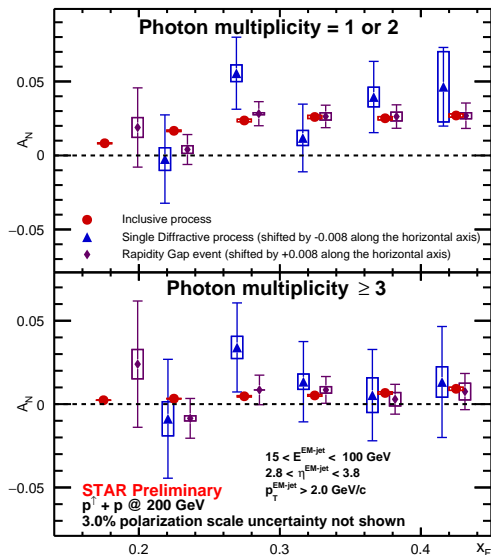 Photon multiplicity = 1 or 2
0.05
A_N
0
−0.05
Inclusive process
Single Diffractive process (shifted by -0.008 along the horizontal axis)
Rapidity Gap event (shifted by +0.008 along the horizontal axis)
Photon multiplicity ≥ 3
0.05
A_N
0
−0.05
15 < E^EM-jet < 100 GeV
2.8 < η^EM-jet < 3.8
p_T^EM-jet > 2.0 GeV/c
STAR Preliminary
p^↑ + p @ 200 GeV
3.0% polarization scale uncertainty not shown
0.2 0.3 0.4 x_F